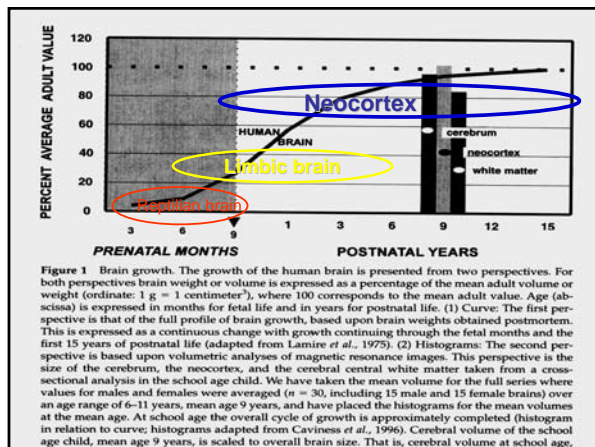 PERCENT AVERAGE ADULT VALUE
120
100
80
60
40
20
0
Neocortex
HUMAN
BRAIN
cerebrum
Limbic brain
neocortex
white matter
Reptilian brain
3 6 9 1 3 6 9 12 15
PRENATAL MONTHS POSTNATAL YEARS
Figure 1 Brain growth. The growth of the human brain is presented from two perspectives. For
both perspectives brain weight or volume is expressed as a percentage of the mean adult volume or
weight (ordinate: 1 g = 1 centimeter³), where 100 corresponds to the mean adult value. Age (ab-
scissa) is expressed in months for fetal life and in years for postnatal life. (1) Curve: The first per-
spective is that of the full profile of brain growth, based upon brain weights obtained postmortem.
This is expressed as a continuous change with growth continuing through the fetal months and the
first 15 years of postnatal life (adapted from Lamire et al., 1975). (2) Histograms: The second per-
spective is based upon volumetric analyses of magnetic resonance images. This perspective is the
size of the cerebrum, the neocortex, and the cerebral central white matter taken from a cross-
sectional analysis in the school age child. We have taken the mean volume for the full series where
values for males and females were averaged (n = 30, including 15 male and 15 female brains) over
an age range of 6–11 years, mean age 9 years, and have placed the histograms for the mean volumes
at the mean age. At school age the overall cycle of growth is approximately completed (histogram
in relation to curve; histograms adapted from Caviness et al., 1996). Cerebral volume of the school
age child, mean age 9 years, is scaled to overall brain size. That is, cerebral volume at school age,